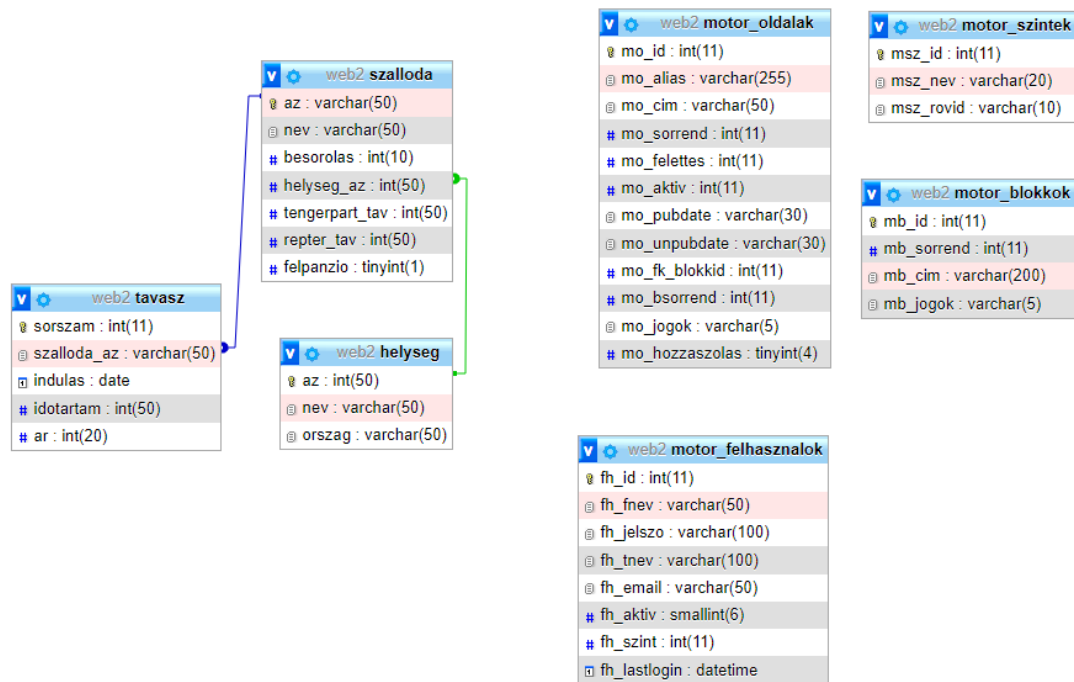 web2 szalloda
az : varchar(50)
nev : varchar(50)
besorolas : int(10)
helyseg_az : int(50)
tengerpart_tav : int(50)
repter_tav : int(50)
felpanzio : tinyint(1)
web2 tavasz
sorszam : int(11)
szalloda_az : varchar(50)
indulas : date
idotartam : int(50)
ar : int(20)
web2 helyseg
az : int(50)
nev : varchar(50)
orszag : varchar(50)
web2 motor_oldalak
mo_id : int(11)
mo_alias : varchar(255)
mo_cim : varchar(50)
mo_sorrend : int(11)
mo_felettes : int(11)
mo_aktiv : int(11)
mo_pubdate : varchar(30)
mo_unpubdate : varchar(30)
mo_fk_blokkid : int(11)
mo_bsorrend : int(11)
mo_jogok : varchar(5)
mo_hozzaszolas : tinyint(4)
web2 motor_szintek
msz_id : int(11)
msz_nev : varchar(20)
msz_rovid : varchar(10)
web2 motor_blokkok
mb_id : int(11)
mb_sorrend : int(11)
mb_cim : varchar(200)
mb_jogok : varchar(5)
web2 motor_felhasznalok
fh_id : int(11)
fh_fnev : varchar(50)
fh_jelszo : varchar(100)
fh_tnev : varchar(100)
fh_email : varchar(50)
fh_aktiv : smallint(6)
fh_szint : int(11)
fh_lastlogin : datetime